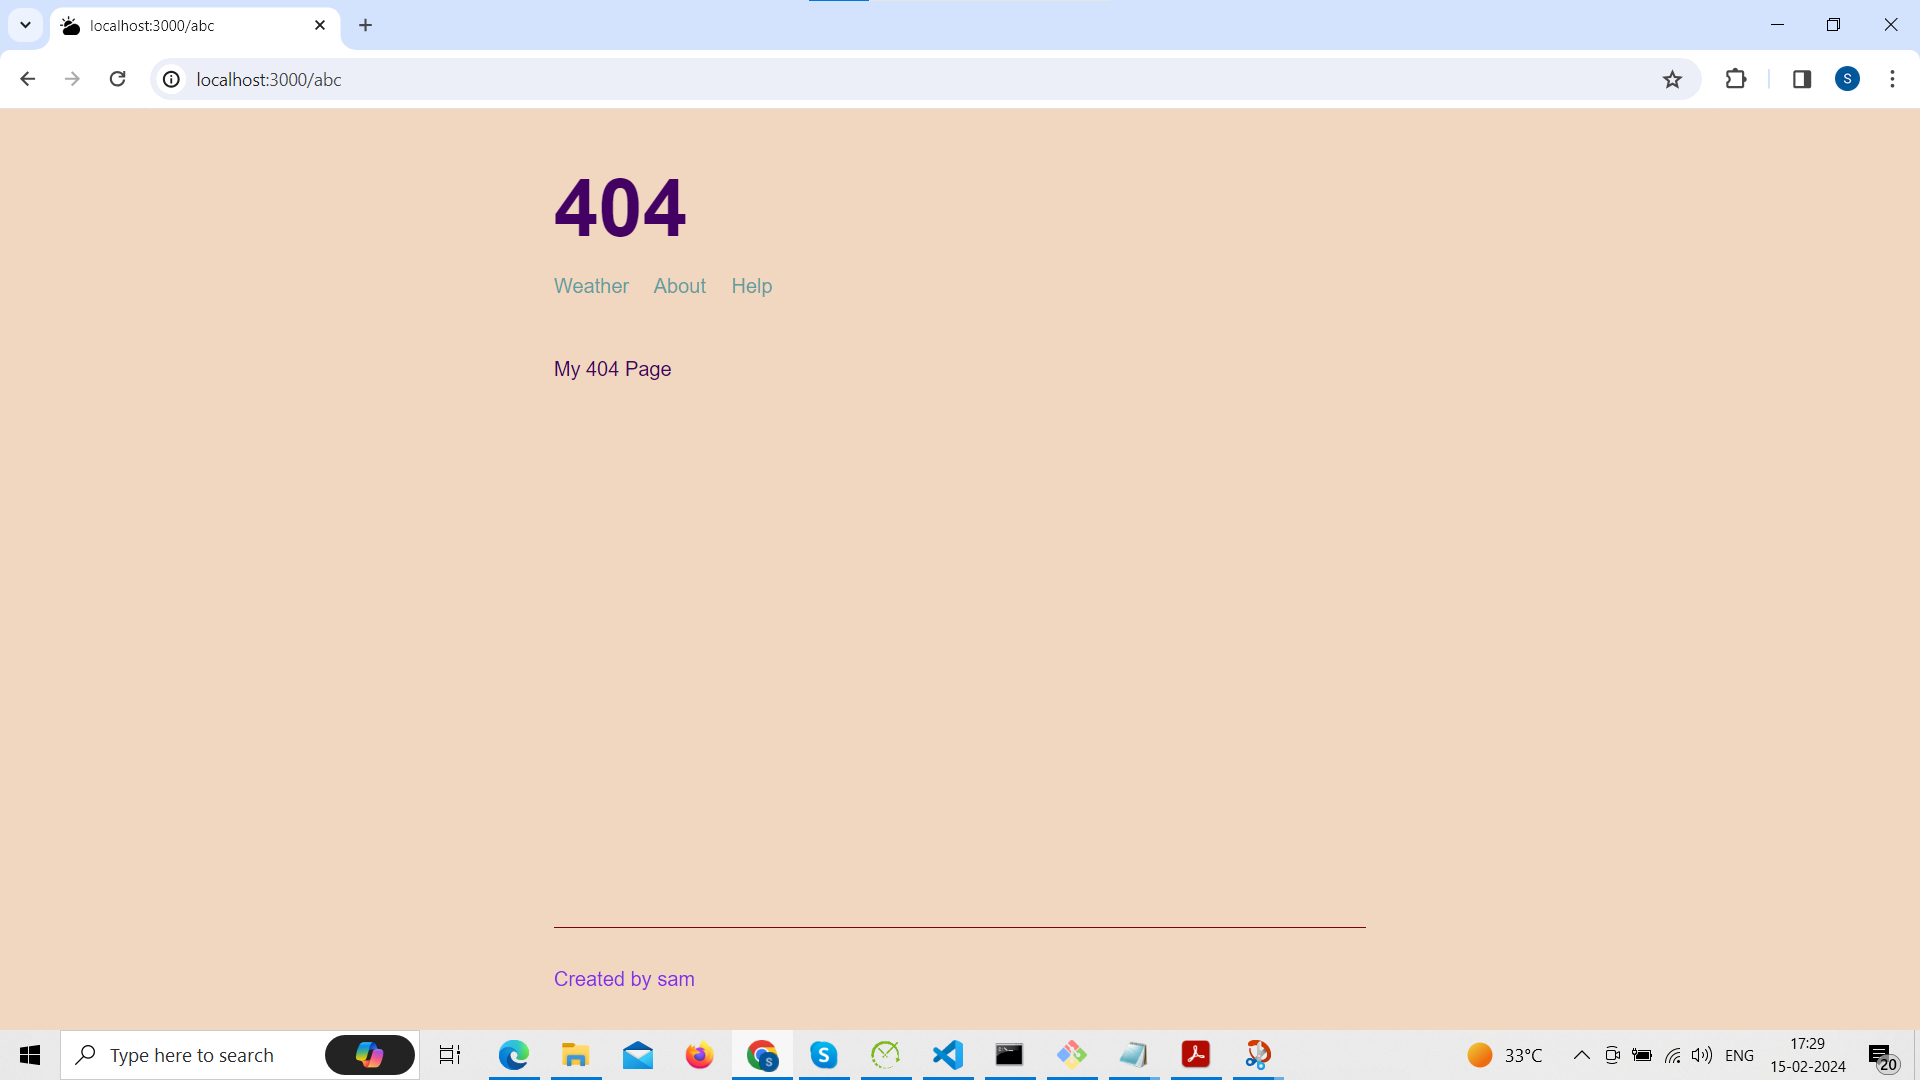 localhost:3000/abc
localhost:3000/abc
S
404
Weather About Help
My 404 Page
Created by sam
Type here to search
S
S
33°C
ENG
17:29
15-02-2024
20